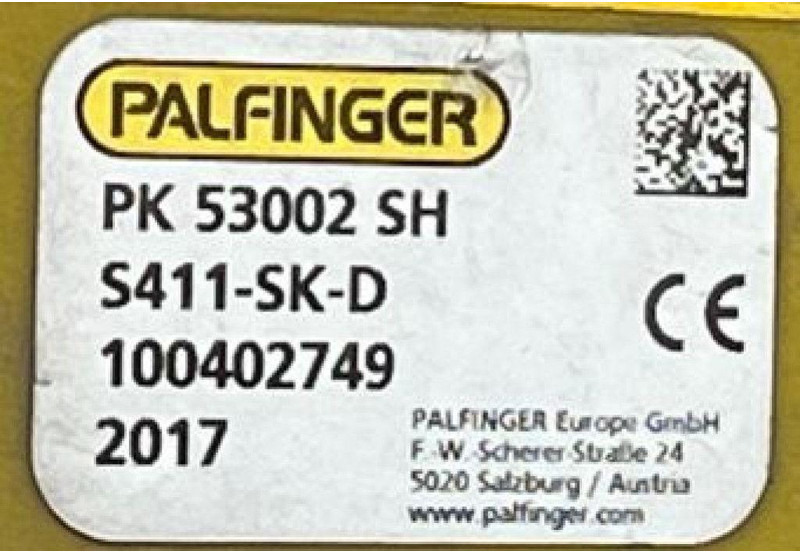 PALFINGER
PK 53002 SH
S411-SK-D
100402749
2017
CE
PALFINGER Europe GmbH
F.-W.-Scherer-Straße 24
5020 Salzburg / Austria
www.palfinger.com